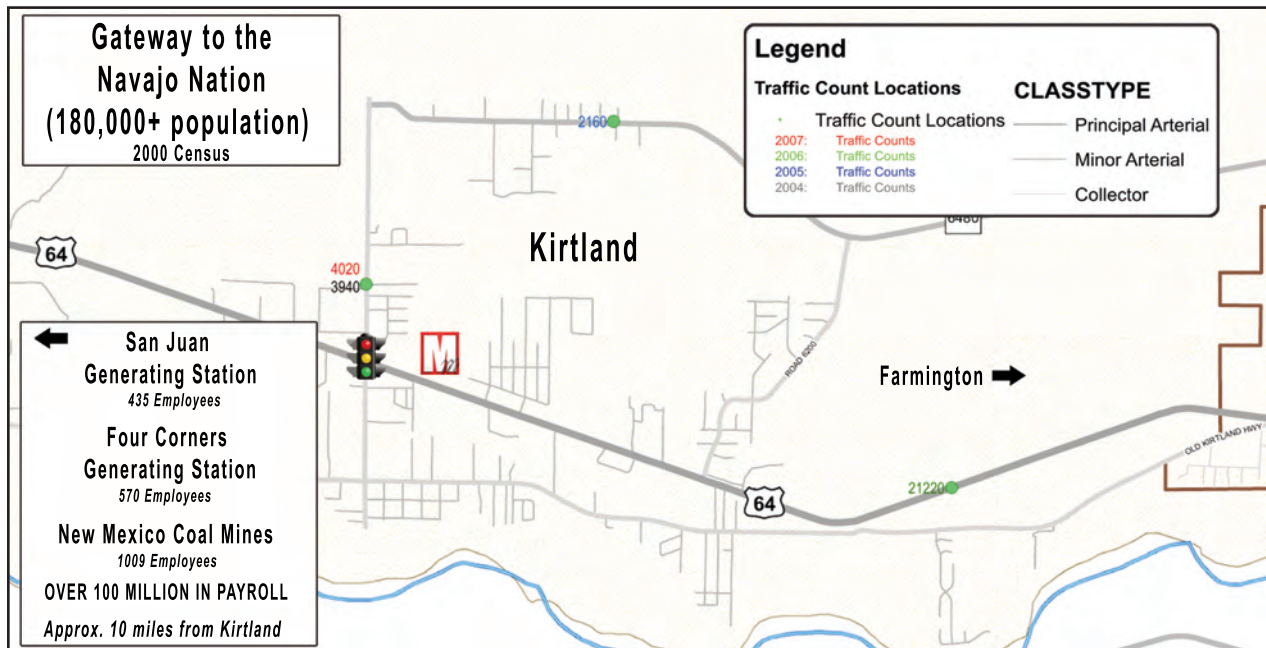 Gateway to the
Navajo Nation
(180,000+ population)
2000 Census
Legend
Traffic Count Locations
Traffic Count Locations
2007: Traffic Counts
2006: Traffic Counts
2005: Traffic Counts
2004: Traffic Counts
CLASSTYPE
Principal Arterial
Minor Arterial
Collector
2160
6480
64
Kirtland
4020
3940
M
San Juan
Generating Station
435 Employees
Four Corners
Generating Station
570 Employees
New Mexico Coal Mines
1009 Employees
OVER 100 MILLION IN PAYROLL
Approx. 10 miles from Kirtland
ROAD 6200
Farmington
OLD KIRTLAND HWY
21220
64